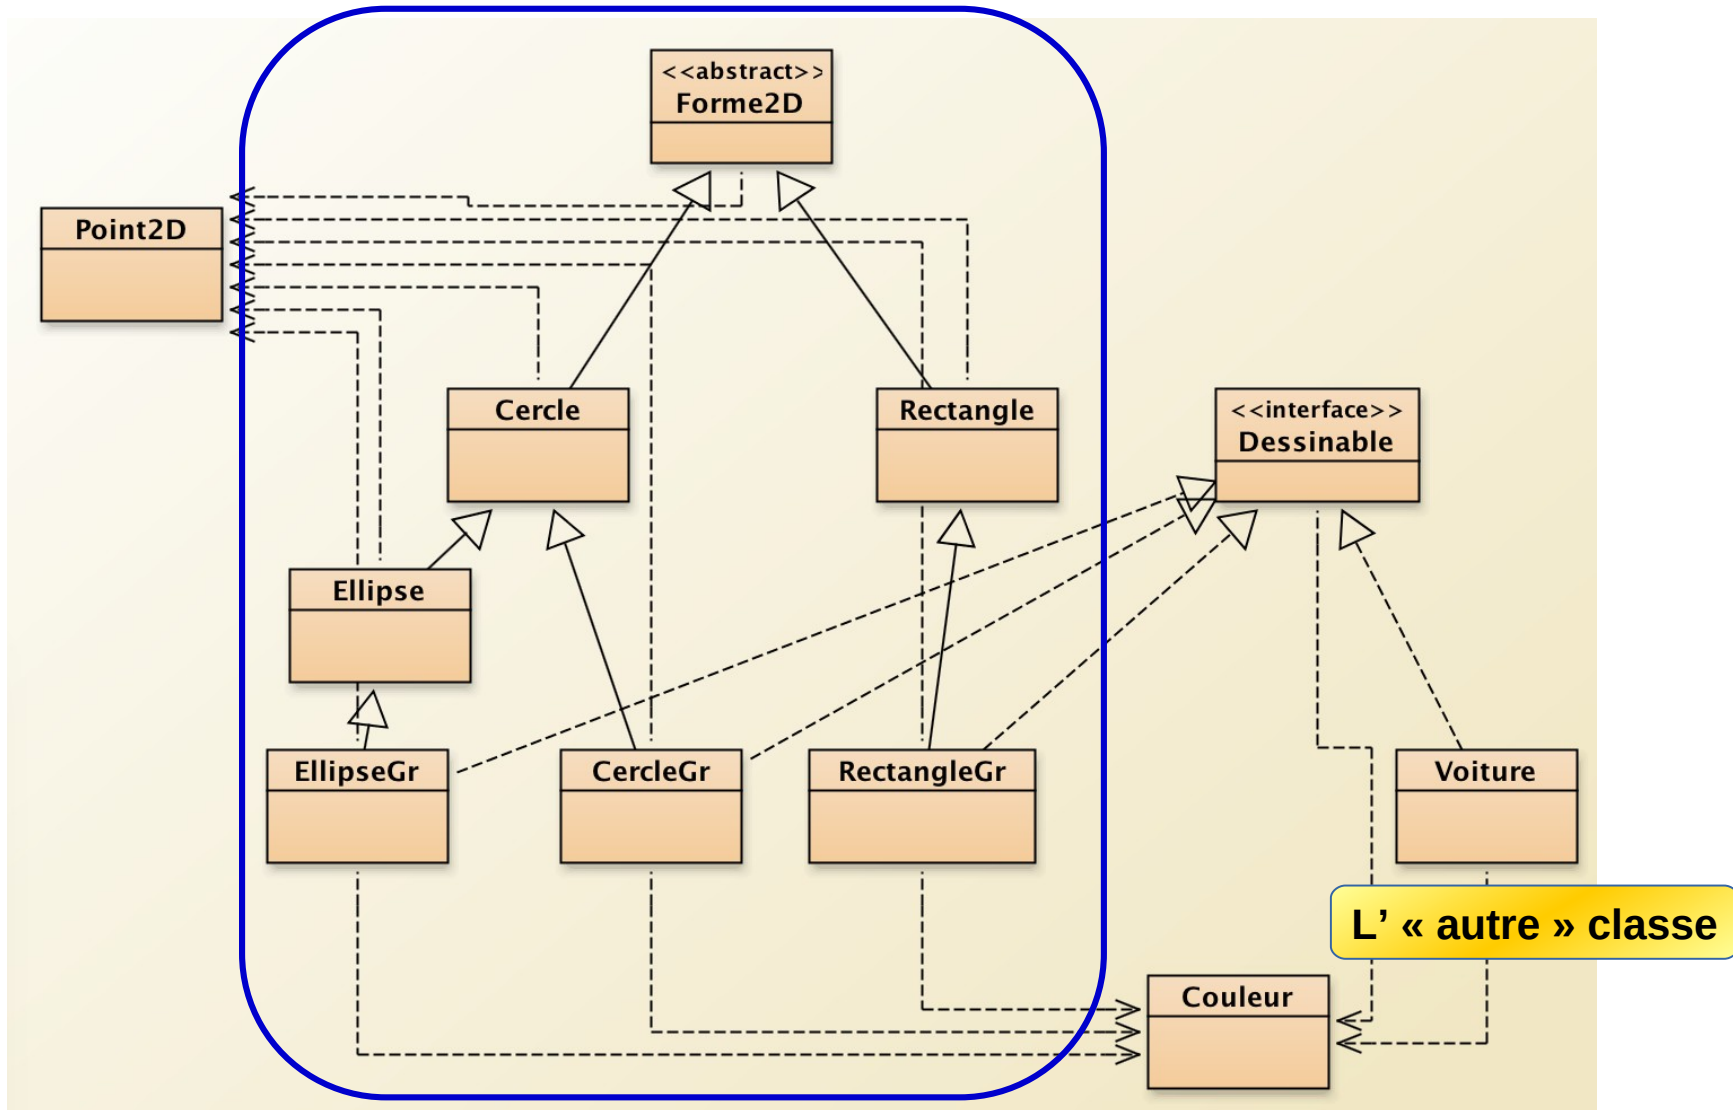 <<abstract>>
Forme2D
Point2D
Cercle
Rectangle
<<interface>>
Dessinable
Ellipse
EllipseGr
CercleGr
RectangleGr
Voiture
L’ « autre » classe
Couleur